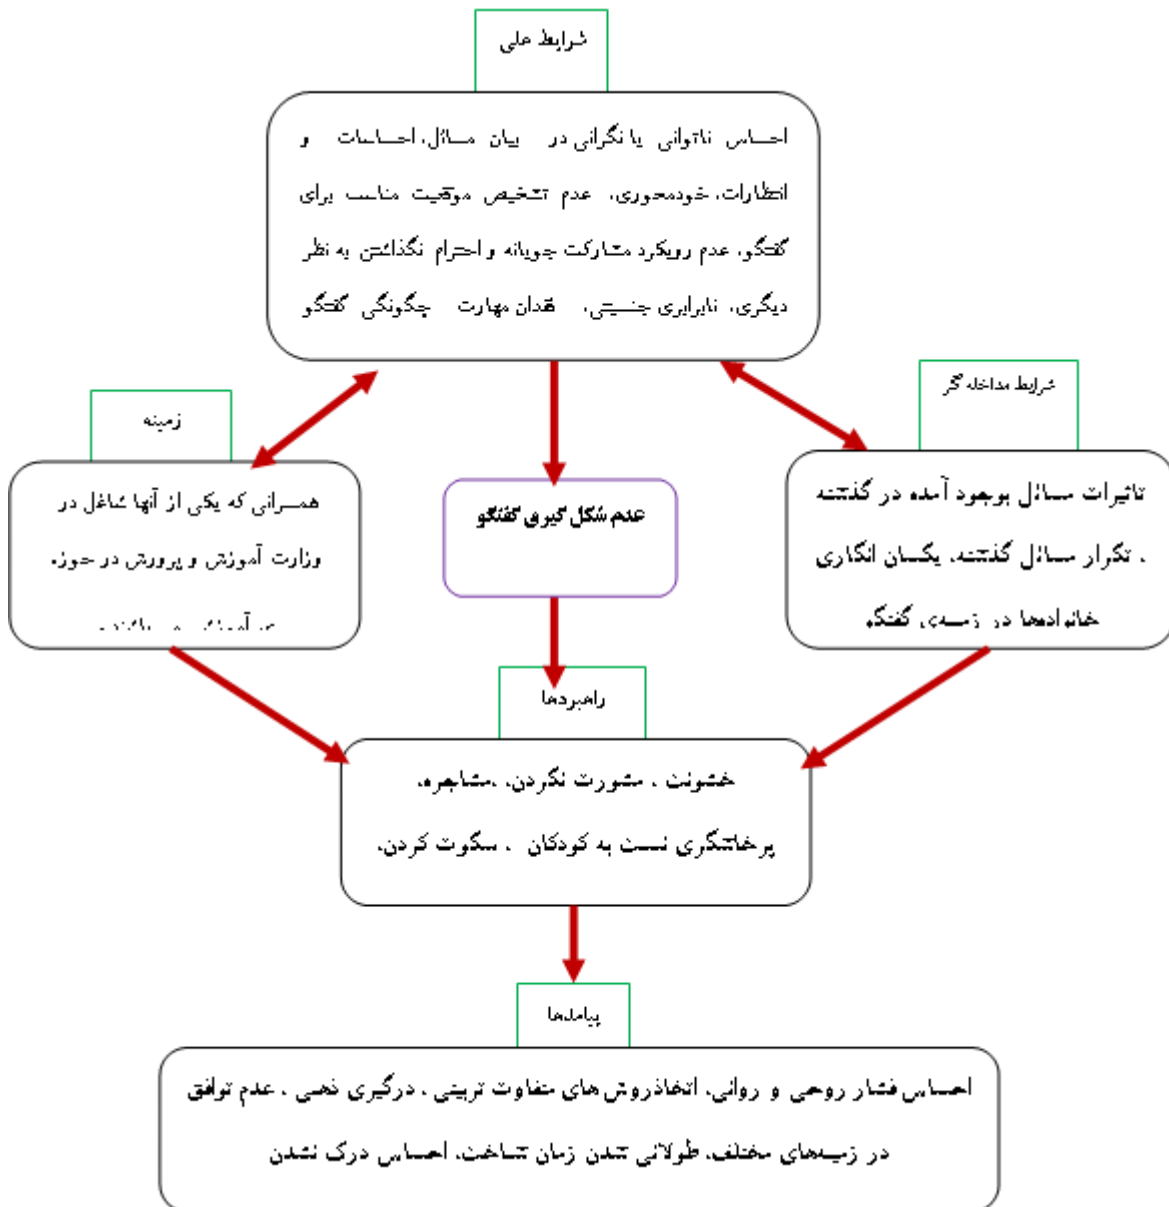 شرایط علی
احساس ناتوانی یا نگرانی در بیان مسائل، احساسات و
انتظارات، خودمحوری، عدم تشخیص موقعیت مناسب برای
گفتگو، عدم رویکرد مشارکت جویانه و احترام نگذاشتن به نظر
دیگری، نابرابری جنسیتی، فقدان مهارت چگونگی گفتگو
شرایط مداخله گر
تاثیرات مسائل بوجود آمده در گذشته
، تکرار مسائل گذشته، یکسان انگاری
خانواده‌ها در زمینه‌ی گفتگو
زمینه
همسرانی که یکی از آنها شاغل در
وزارت آموزش و پرورش در حوزه
عدم شکل گیری گفتگو
راهبردها
خشونت ، مشورت نکردن، ،مشاجره،
پرخاشگری نسبت به کودکان ، سکوت کردن،
پیامدها
احساس فشار روحی و روانی، اتخاذروش های متفاوت تربیتی ، درگیری ذهنی ، عدم توافق
در زمینه‌های مختلف، طولانی شدن زمان شناخت، احساس درک نشدن